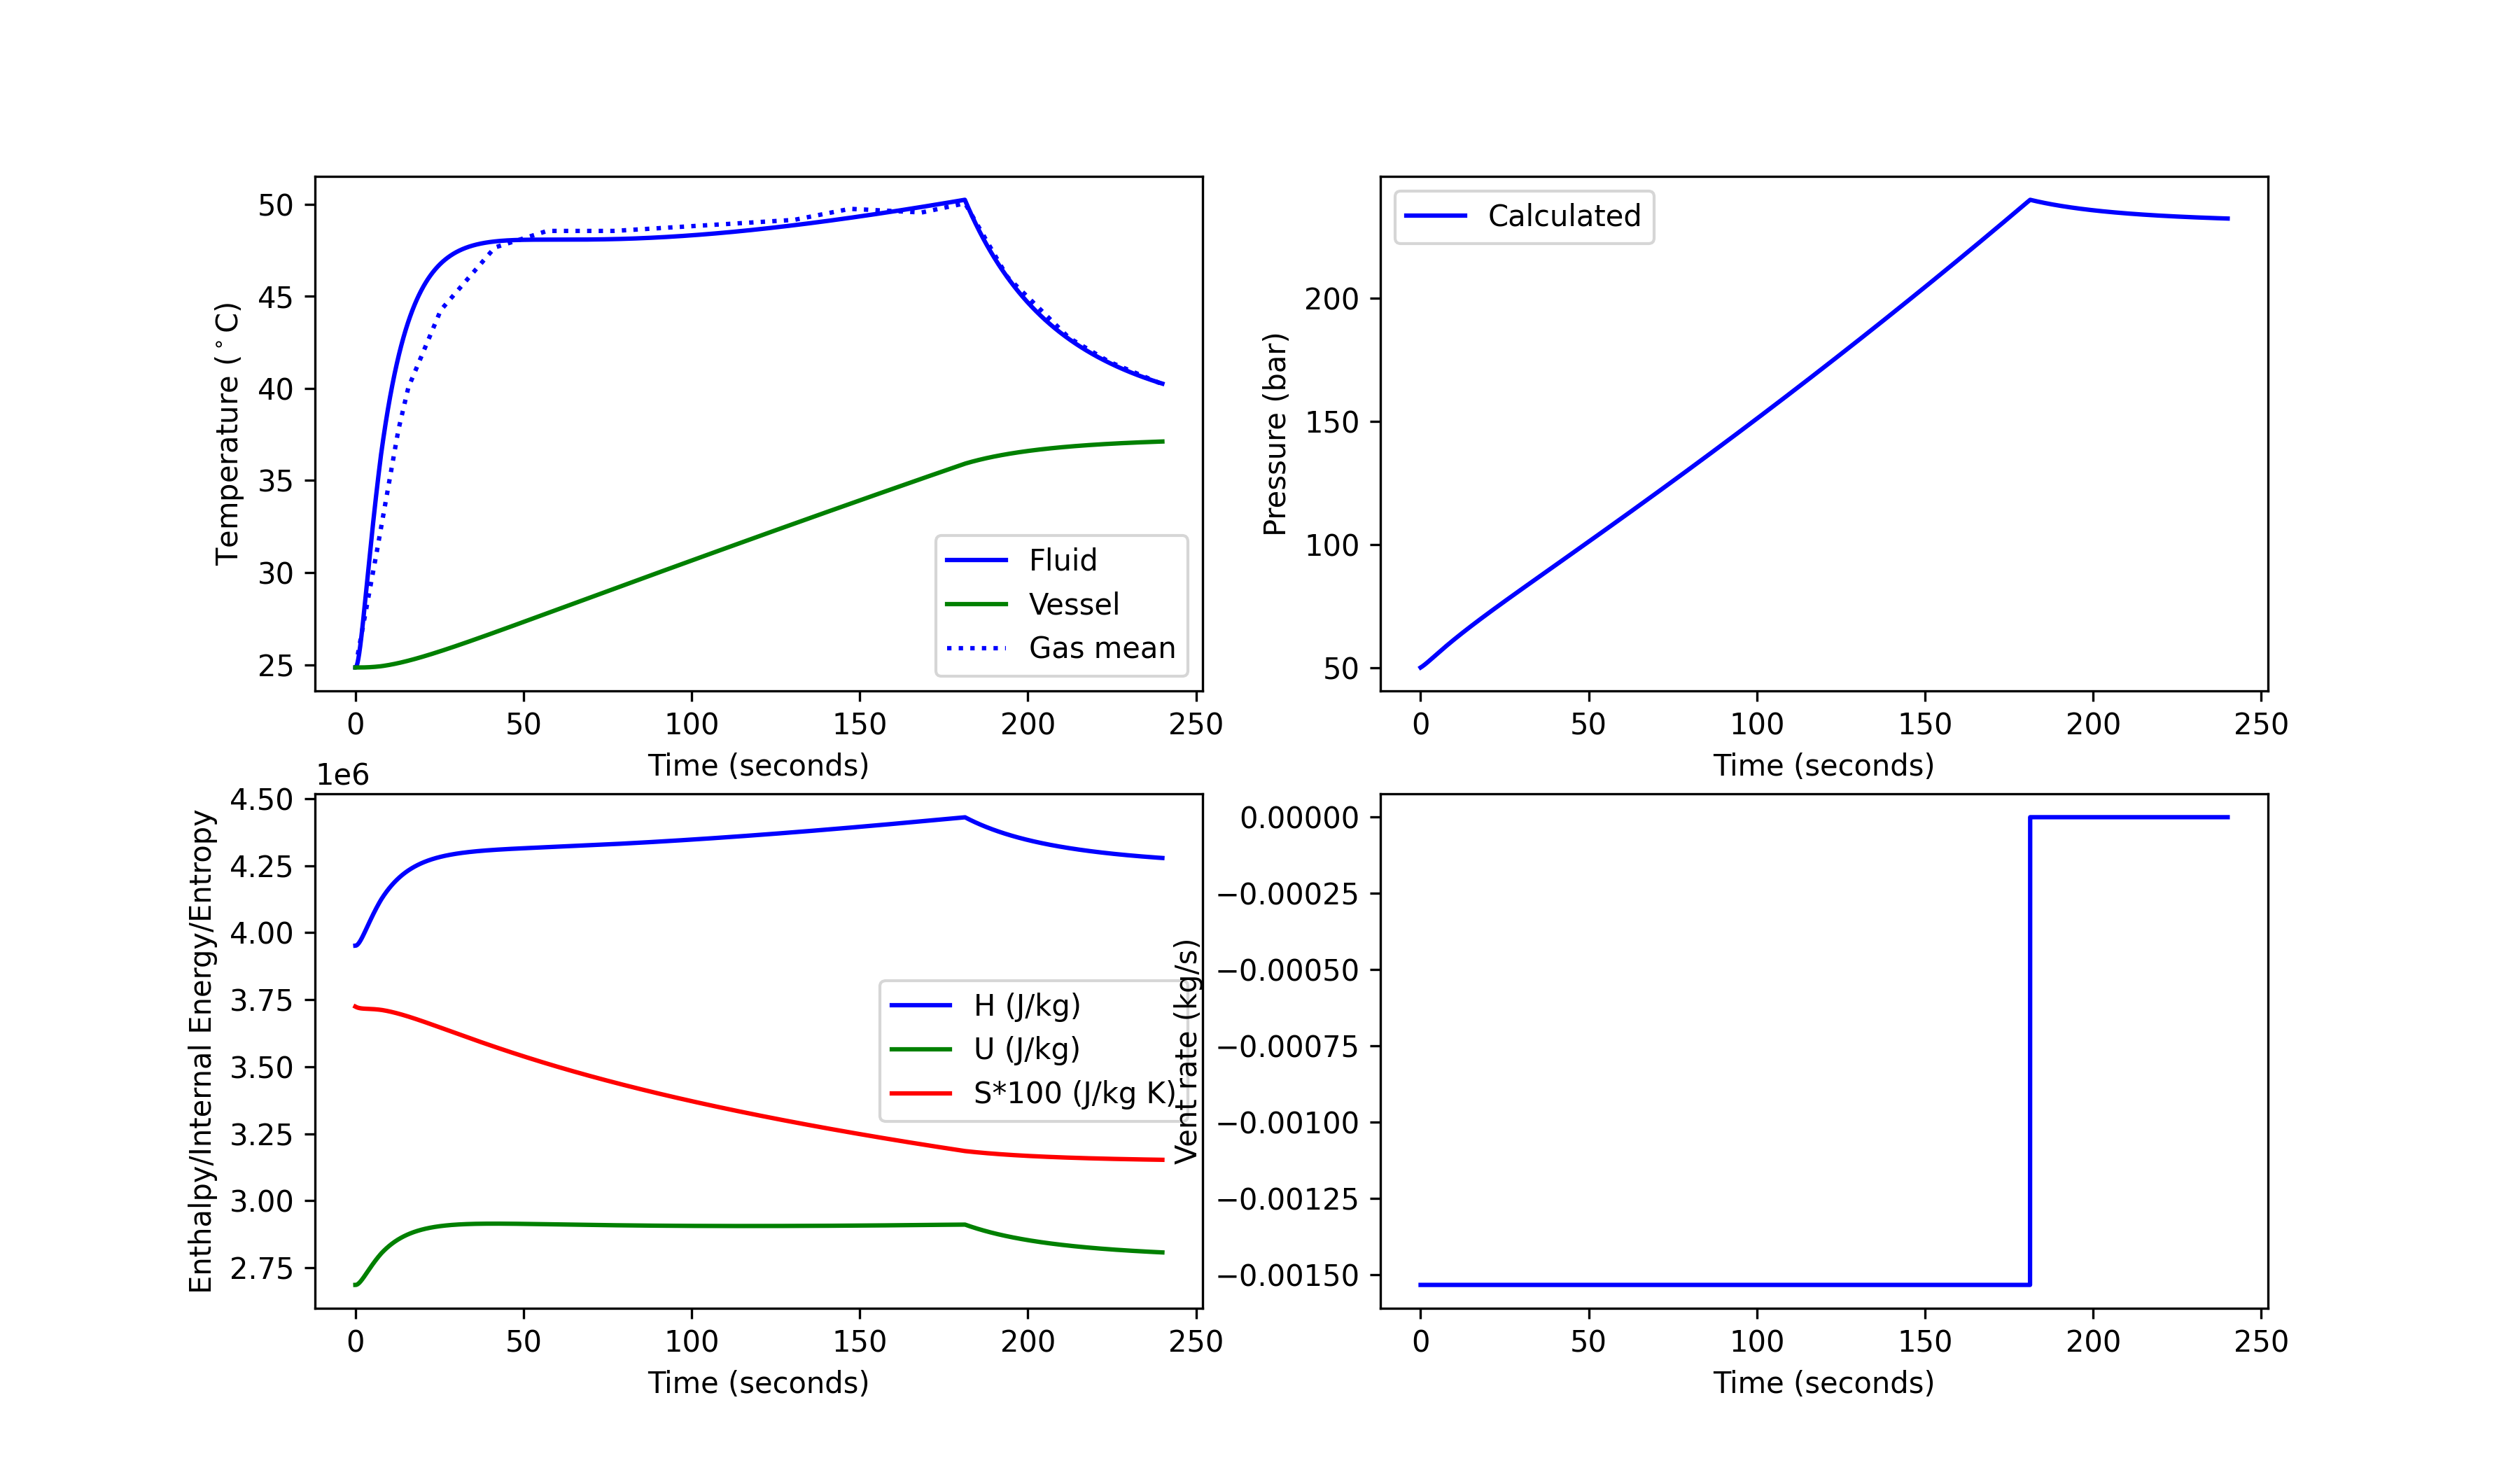 50
45
40
35
30
25
Temperature (°C)
Fluid
Vessel
Gas mean
0 50 100 150 200 250
Time (seconds)
Calculated
200
150
100
50
Pressure (bar)
0 50 100 150 200 250
Time (seconds)
1e6
4.50
4.25
4.00
3.75
3.50
3.25
3.00
2.75
Enthalpy/Internal Energy/Entropy
H (J/kg)
U (J/kg)
S*100 (J/kg K)
0 50 100 150 200 250
Time (seconds)
0.00000
−0.00025
−0.00050
−0.00075
−0.00100
−0.00125
−0.00150
Vent rate (kg/s)
0 50 100 150 200 250
Time (seconds)